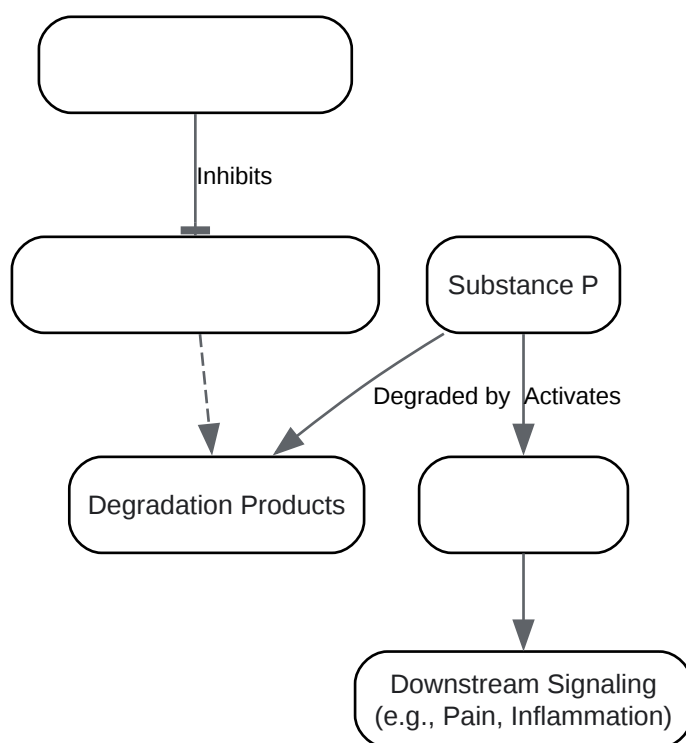 Inhibits
Substance P
Degraded by
Activates
Degradation Products
Downstream Signaling
(e.g., Pain, Inflammation)